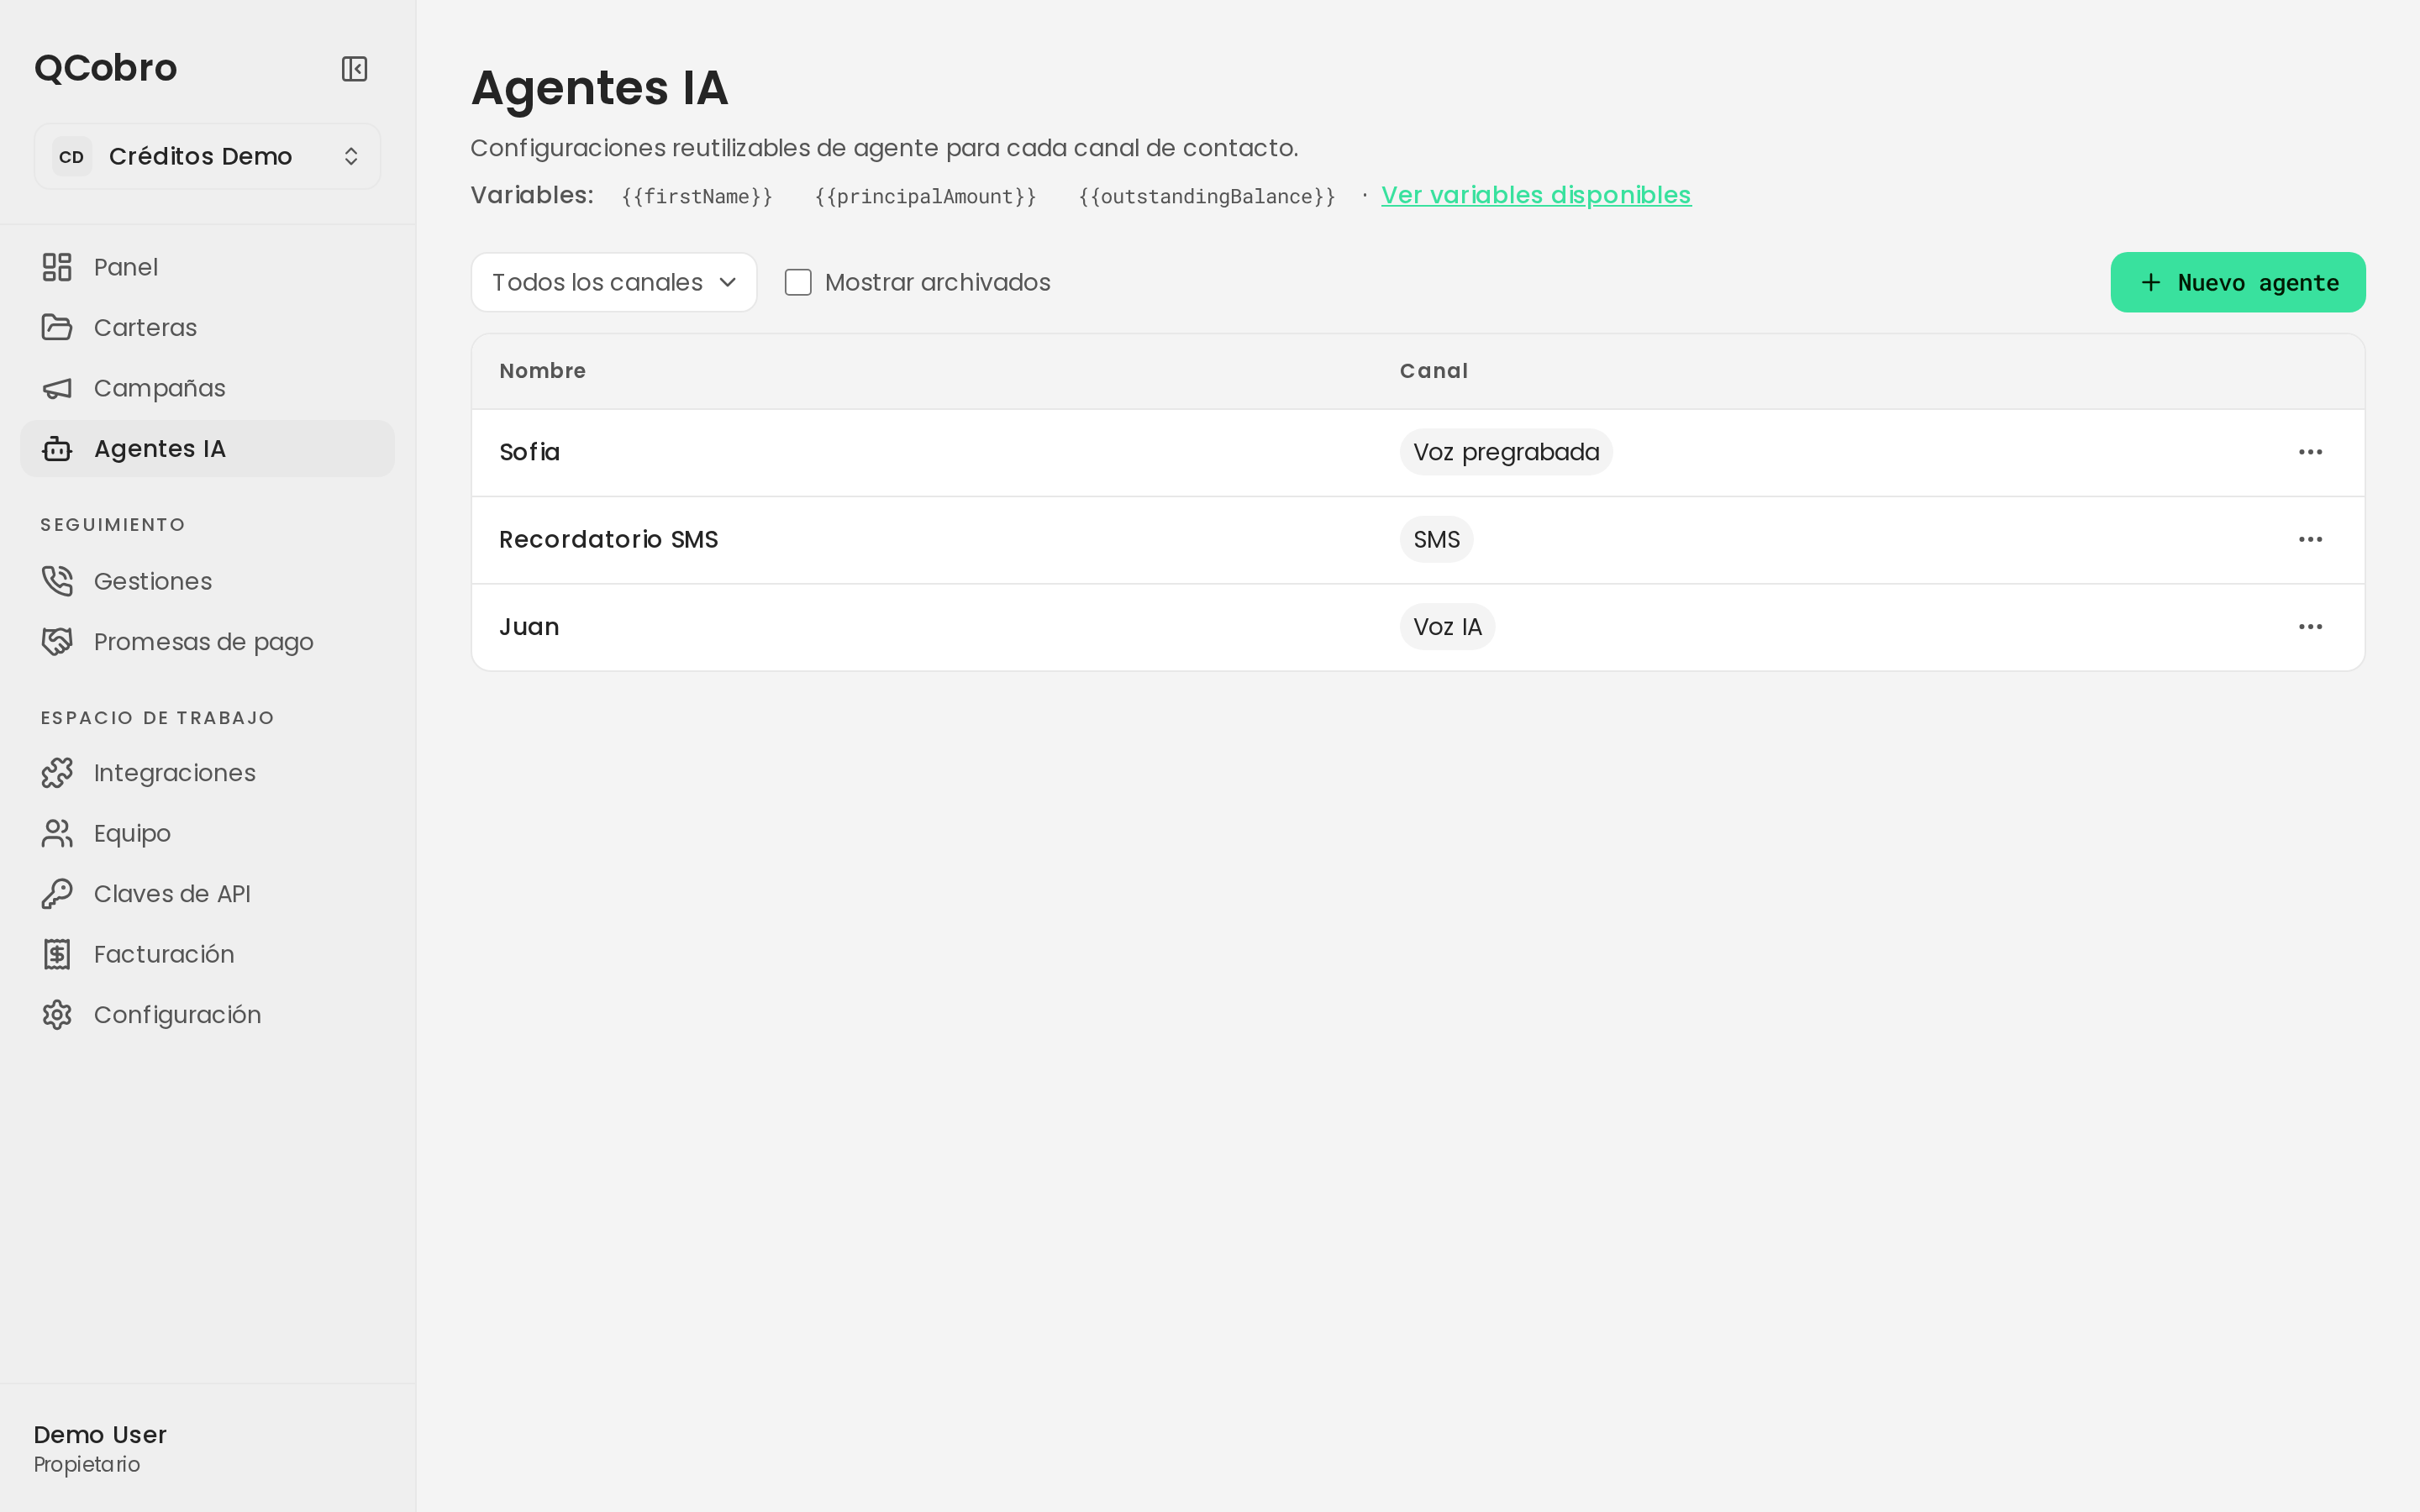 QCobro
CD Créditos Demo
Panel
Carteras
Campañas
Agentes IA
SEGUIMIENTO
Gestiones
Promesas de pago
ESPACIO DE TRABAJO
Integraciones
Equipo
Claves de API
Facturación
Configuración
Demo User
Propietario
Agentes IA
Configuraciones reutilizables de agente para cada canal de contacto.
Variables: {{firstName}} {{principalAmount}} {{outstandingBalance}} · Ver variables disponibles
Todos los canales Mostrar archivados Nuevo agente
Nombre Canal
Sofia Voz pregrabada
Recordatorio SMS SMS
Juan Voz IA